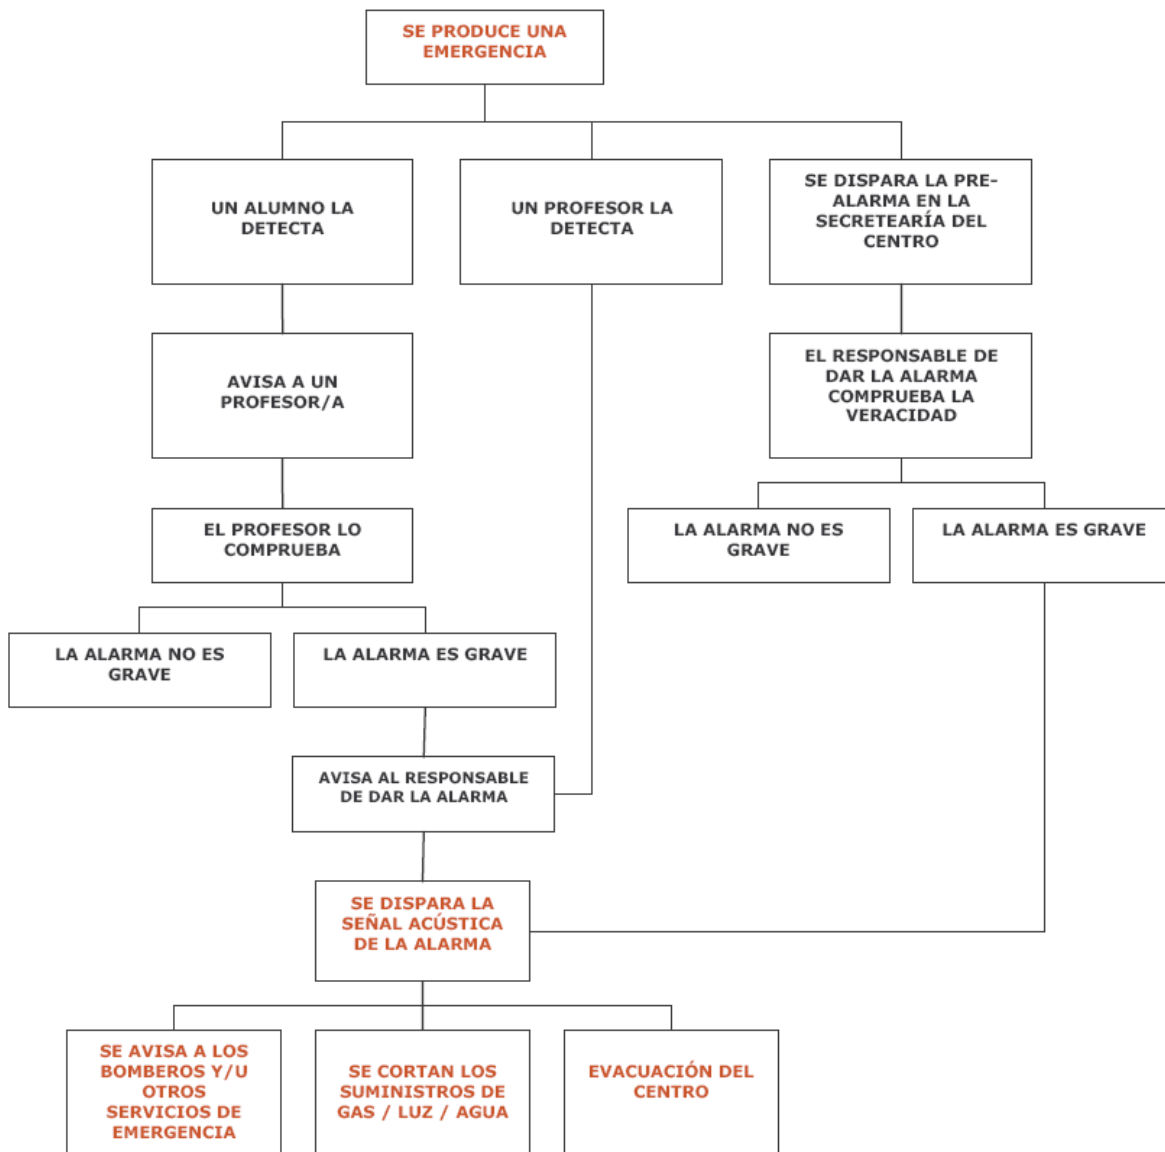 SE PRODUCE UNA
EMERGENCIA
UN ALUMNO LA
DETECTA
UN PROFESOR LA
DETECTA
SE DISPARA LA PRE-
ALARMA EN LA
SECRETEARÍA DEL
CENTRO
AVISA A UN
PROFESOR/A
EL RESPONSABLE DE
DAR LA ALARMA
COMPRUEBA LA
VERACIDAD
EL PROFESOR LO
COMPRUEBA
LA ALARMA NO ES
GRAVE
LA ALARMA ES GRAVE
LA ALARMA NO ES
GRAVE
LA ALARMA ES GRAVE
AVISA AL RESPONSABLE
DE DAR LA ALARMA
SE DISPARA LA
SEÑAL ACÚSTICA
DE LA ALARMA
SE AVISA A LOS
BOMBEROS Y/U
OTROS
SERVICIOS DE
EMERGENCIA
SE CORTAN LOS
SUMINISTROS DE
GAS / LUZ / AGUA
EVACUACIÓN DEL
CENTRO